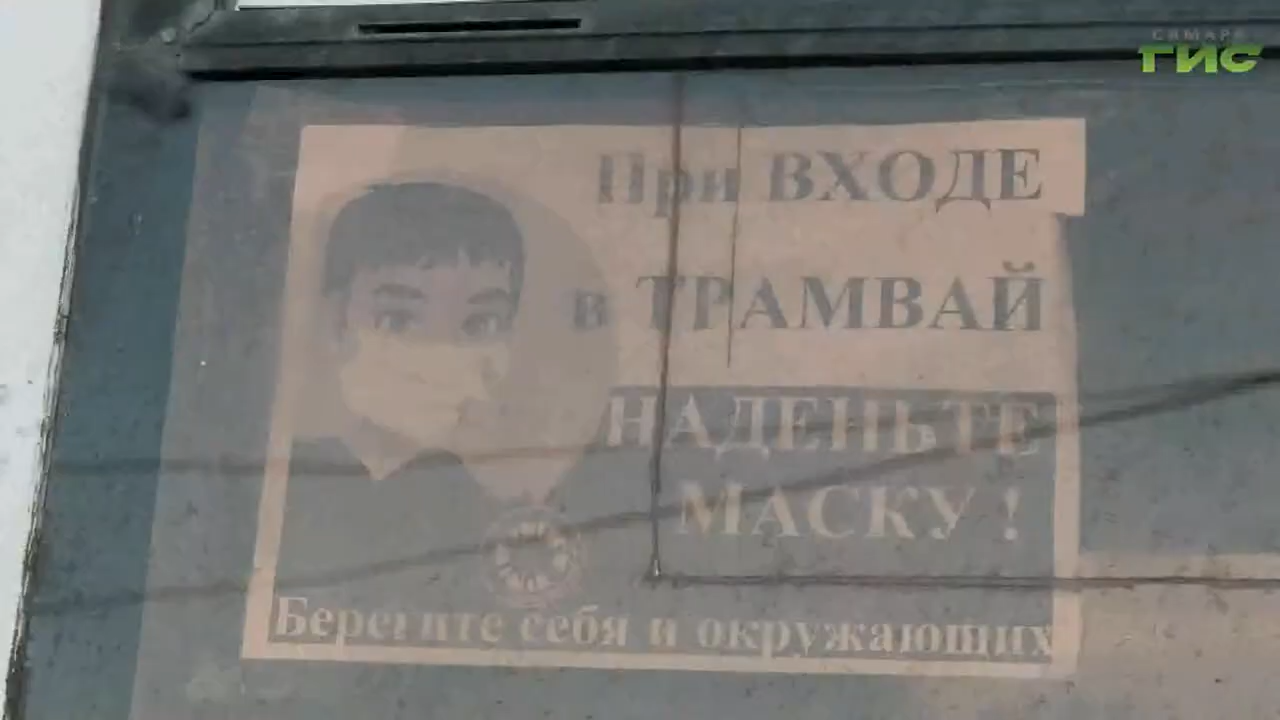 САМАРА
ГИС
При ВХОДЕ
в ТРАМВАЙ
НАДЕНЬТЕ
МАСКУ !
Берегите себя и окружающих